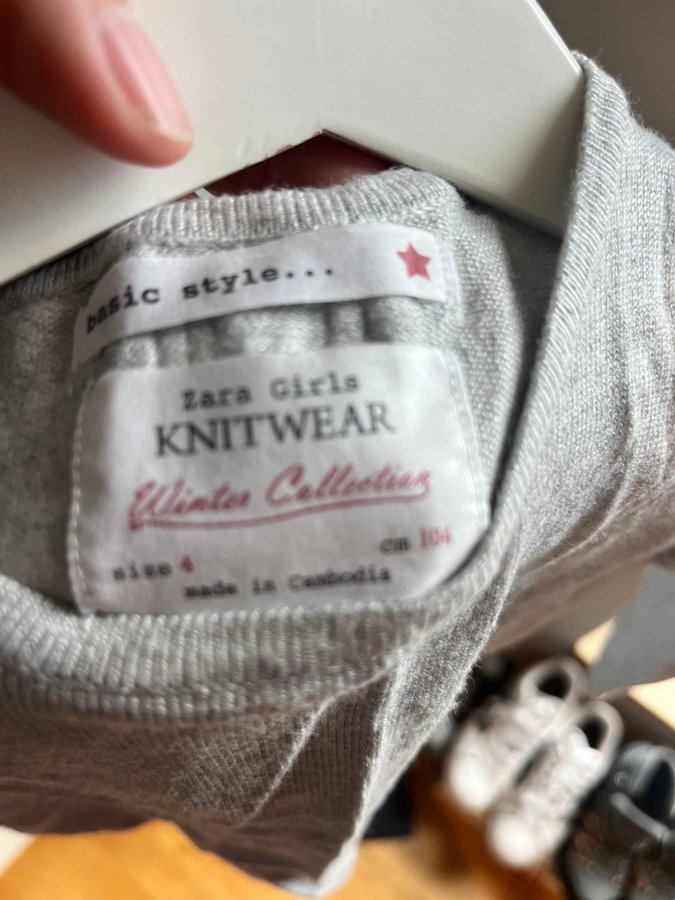 basic style...
Zara Girls
KNITWEAR
Winter Collection
size 4 cm 104
made in Cambodia